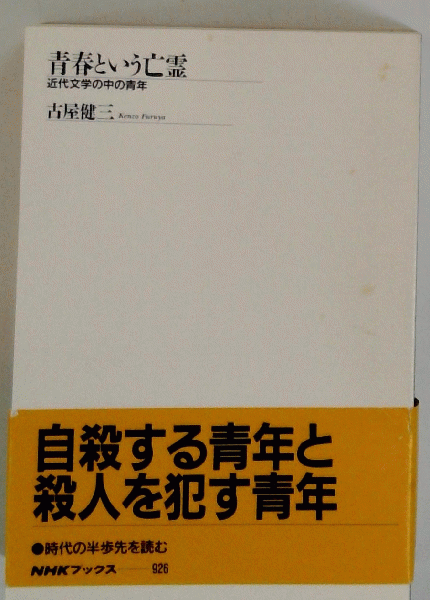 青春という亡霊
近代文学の中の青年
古屋健三 Kenzo Furuya
自殺する青年と
殺人を犯す青年
●時代の半歩先を読む
NHKブックス――926